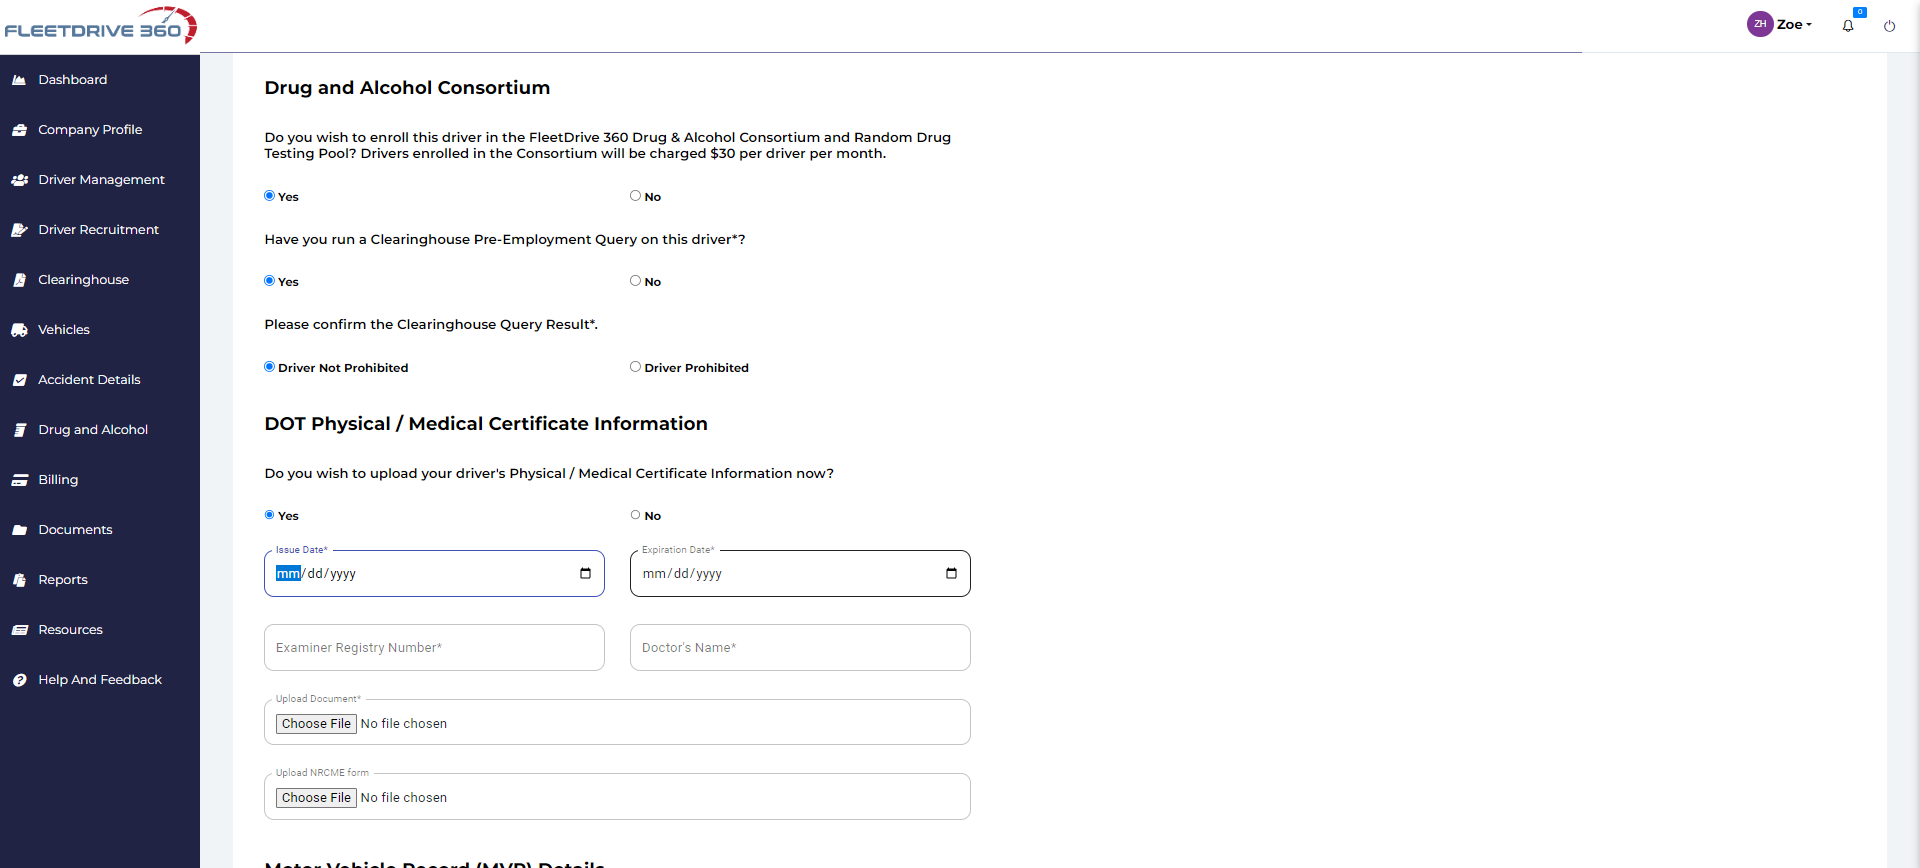 FLEETDRIVE 360
ZH
Zoe
0
Dashboard
Company Profile
Driver Management
Driver Recruitment
Clearinghouse
Vehicles
Accident Details
Drug and Alcohol
Billing
Documents
Reports
Resources
Help And Feedback
Drug and Alcohol Consortium
Do you wish to enroll this driver in the FleetDrive 360 Drug & Alcohol Consortium and Random Drug
Testing Pool? Drivers enrolled in the Consortium will be charged $30 per driver per month.
Yes No
Have you run a Clearinghouse Pre-Employment Query on this driver*?
Yes No
Please confirm the Clearinghouse Query Result*.
Driver Not Prohibited Driver Prohibited
DOT Physical / Medical Certificate Information
Do you wish to upload your driver's Physical / Medical Certificate Information now?
Yes No
Issue Date* Expiration Date*
mm/dd/yyyy mm/dd/yyyy
Examiner Registry Number* Doctor's Name*
Upload Document*
Choose File No file chosen
Upload NRCME form
Choose File No file chosen
Motor Vehicle Record (MVR) Details